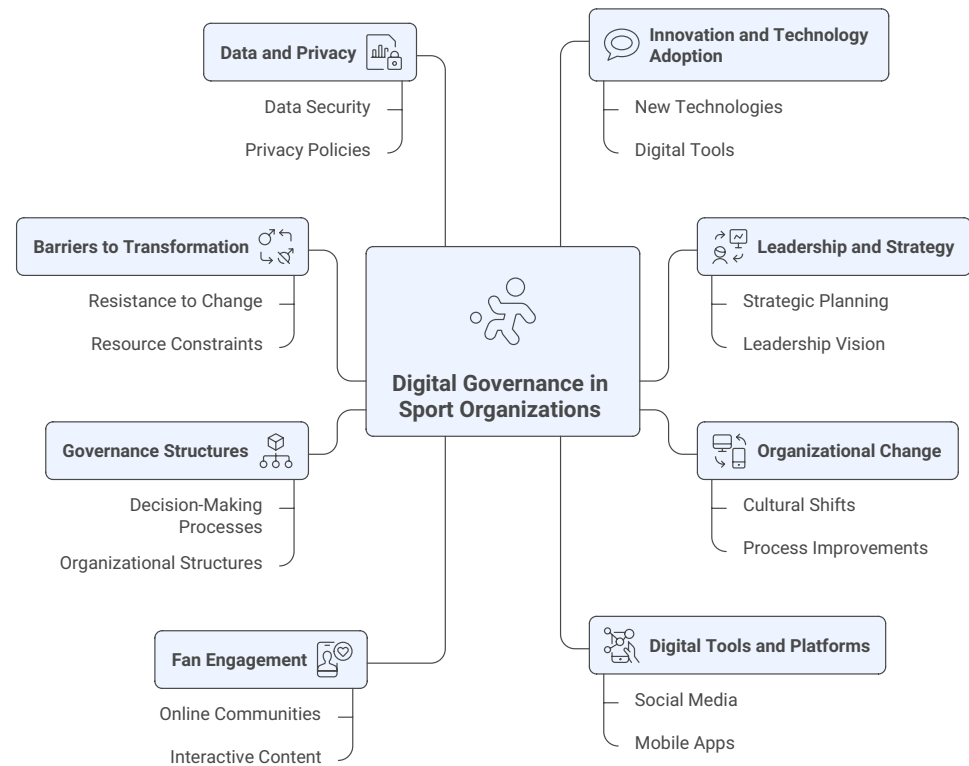 Data and Privacy
Data Security
Privacy Policies
Innovation and Technology
Adoption
New Technologies
Digital Tools
Barriers to Transformation
Resistance to Change
Resource Constraints
Leadership and Strategy
Strategic Planning
Leadership Vision
Digital Governance in
Sport Organizations
Governance Structures
Decision-Making
Processes
Organizational Structures
Organizational Change
Cultural Shifts
Process Improvements
Fan Engagement
Online Communities
Interactive Content
Digital Tools and Platforms
Social Media
Mobile Apps